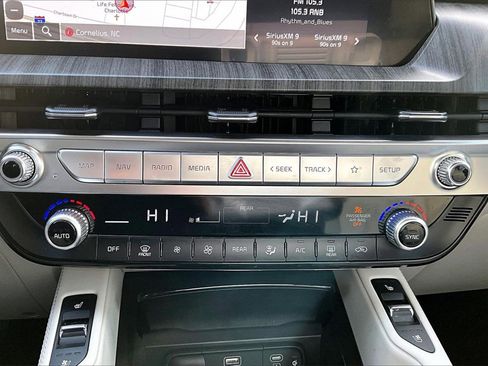 Life Fel
Charlotte
Menu
Cornelius, NC
FM 105.3
105.3 RNB
Rhythm_and_Blues
SiriusXM 9
90s on 9
SiriusXM 9
90s on 9
MAP NAV RADIO MEDIA < SEEK TRACK > SETUP
HI REAR HI
PASSENGER
AIR BAG
OFF
AUTO SYNC
OFF FRONT REAR A/C REAR